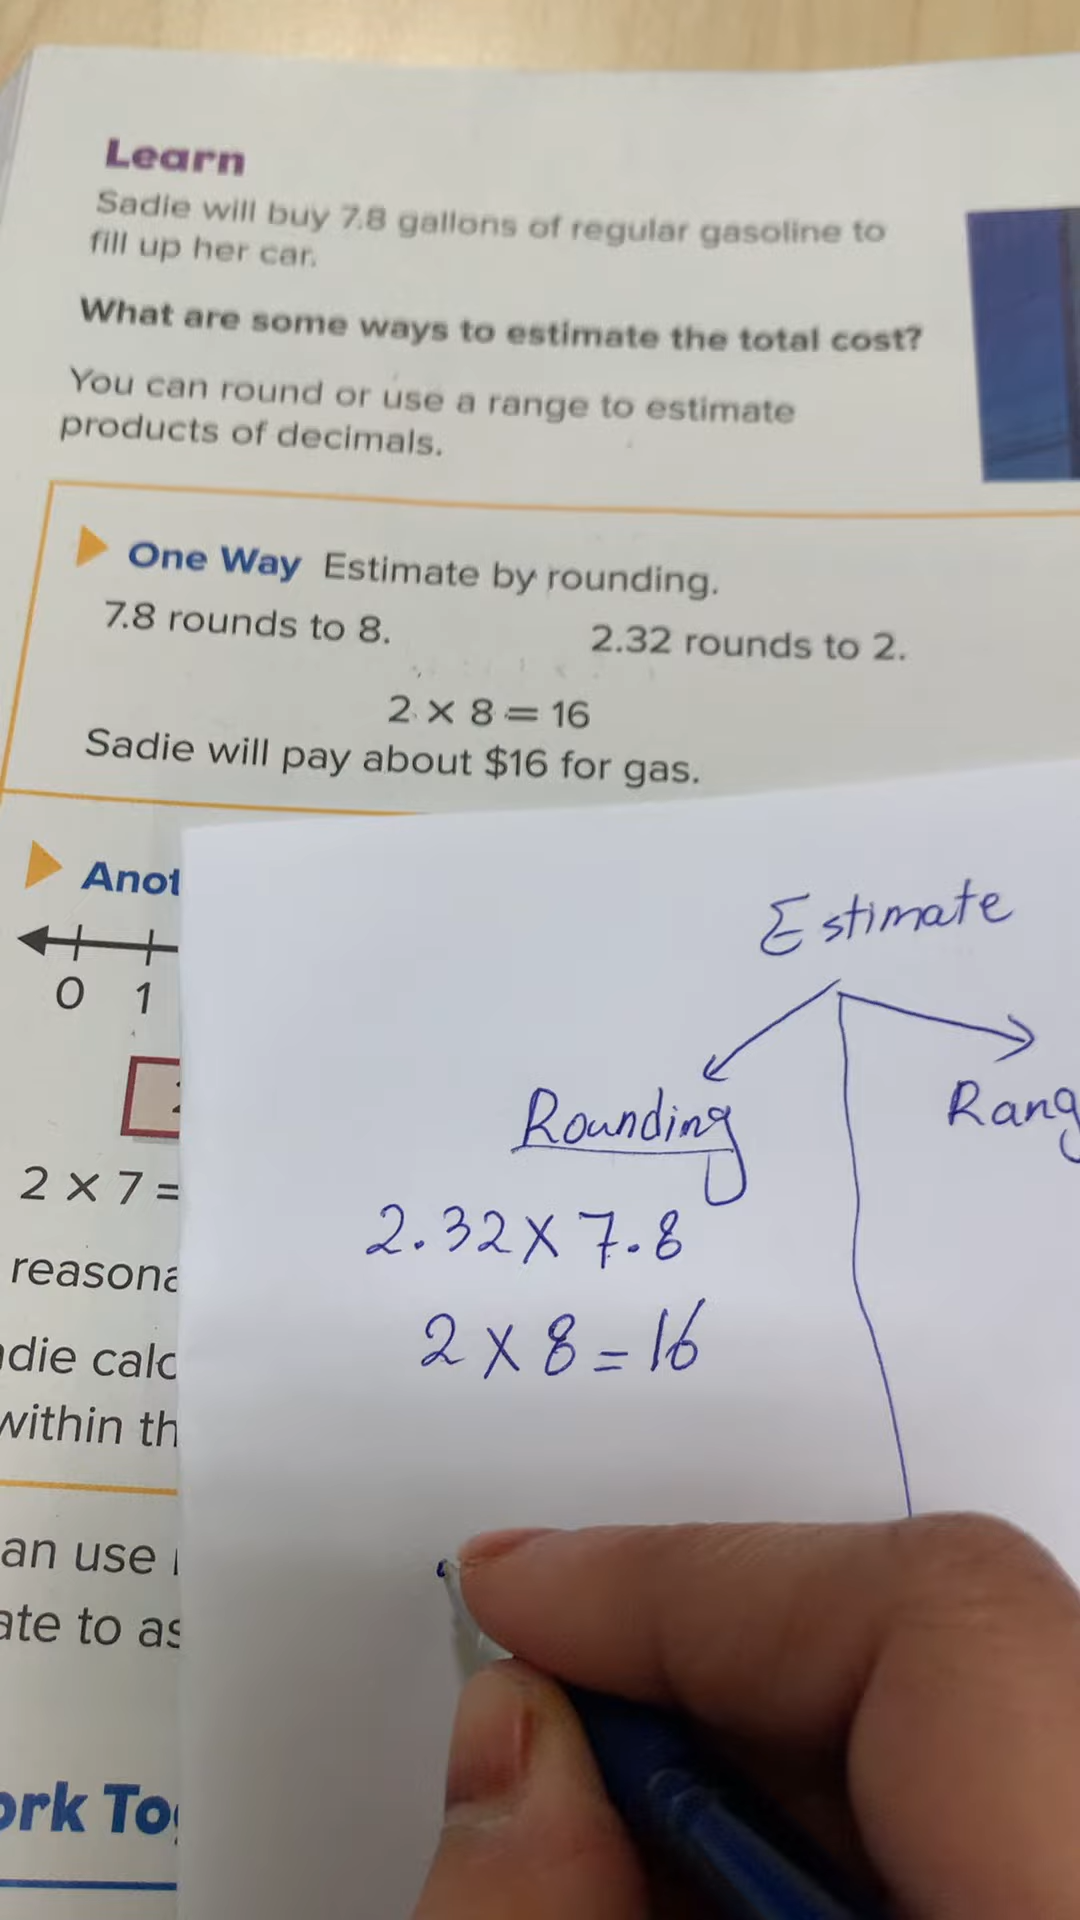 Learn
Sadie will buy 7.8 gallons of regular gasoline to
fill up her car.
What are some ways to estimate the total cost?
You can round or use a range to estimate
products of decimals.
One Way Estimate by rounding.
7.8 rounds to 8. 2.32 rounds to 2.
2 × 8 = 16
Sadie will pay about $16 for gas.
Anot
0 1
2 × 7 =
reasona
die calc
within th
an use
ate to as
ork To
Estimate
Rounding Rang
2.32 × 7.8
2 × 8 = 16